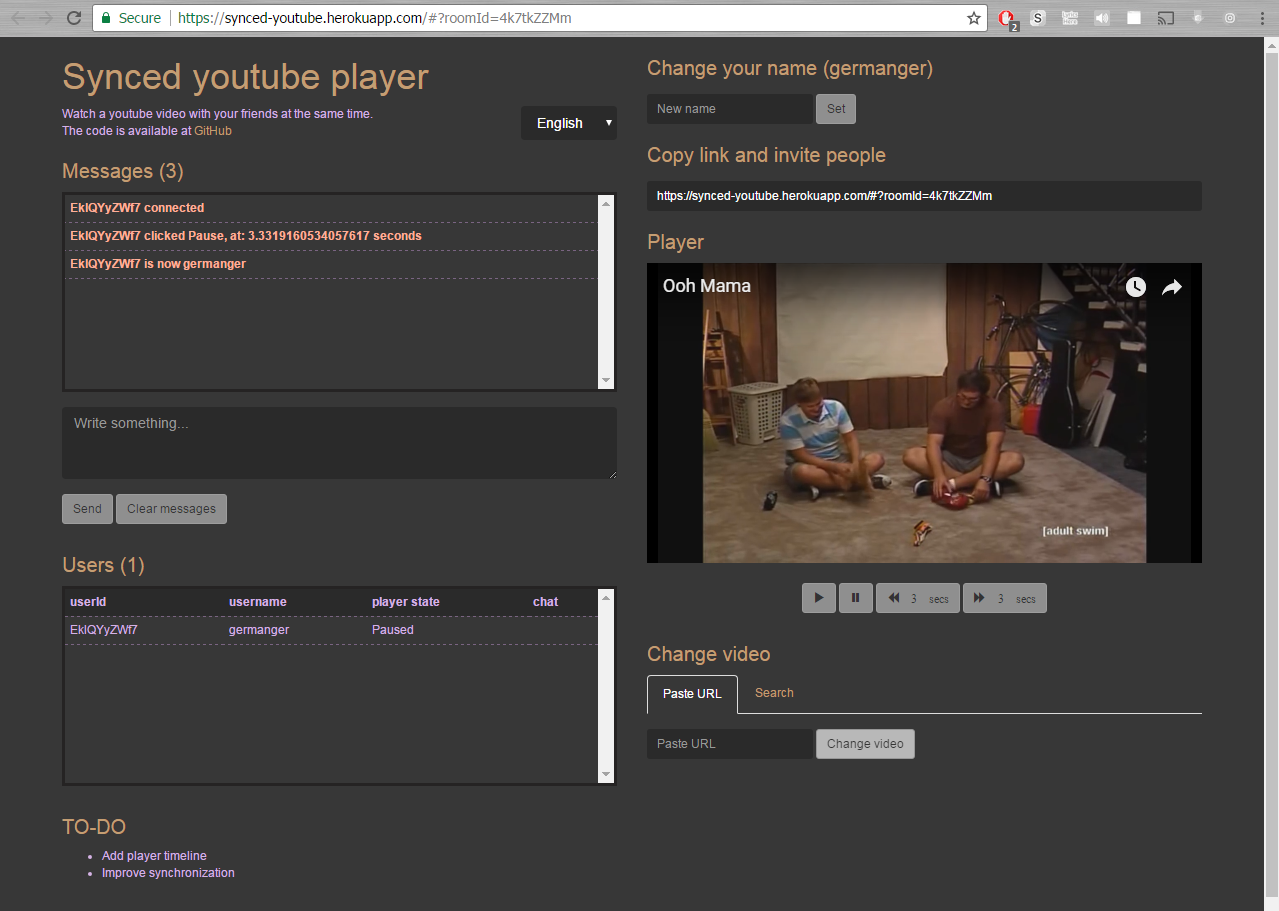 Secure
https://synced-youtube.herokuapp.com/#?roomId=4k7tkZZMm
2
S
Synced youtube player
Watch a youtube video with your friends at the same time.
The code is available at GitHub
English
Messages (3)
EkIQYyZWf7 connected
EkIQYyZWf7 clicked Pause, at: 3.3319160534057617 seconds
EkIQYyZWf7 is now germanger
Write something...
Send
Clear messages
Users (1)
userId username player state chat
EkIQYyZWf7 germanger Paused
TO-DO
Add player timeline
Improve synchronization
Change your name (germanger)
New name
Set
Copy link and invite people
https://synced-youtube.herokuapp.com/#?roomId=4k7tkZZMm
Player
Ooh Mama
[adult swim]
3 secs
3 secs
Change video
Paste URL
Search
Paste URL
Change video